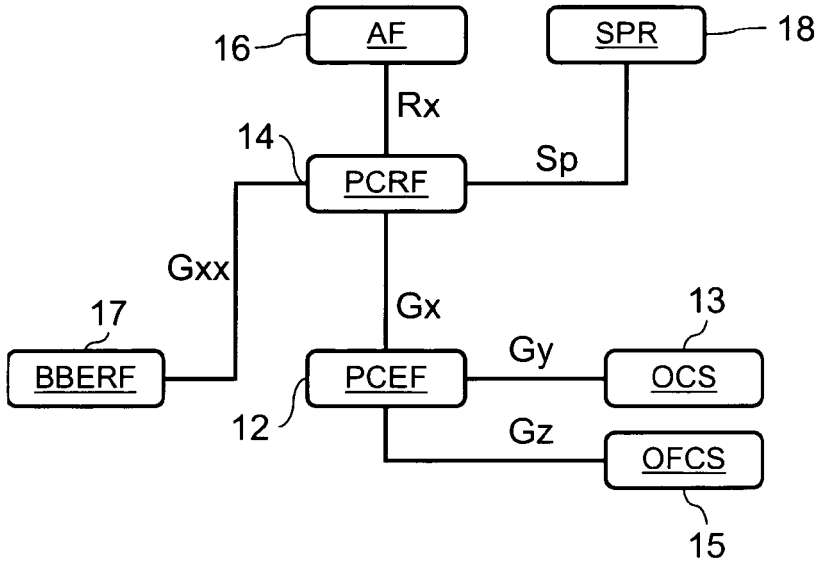 16
AF
SPR
18
Rx
14
PCRF
Sp
Gxx
Gx
17
BBERF
12
PCEF
Gy
13
OCS
Gz
OFCS
15